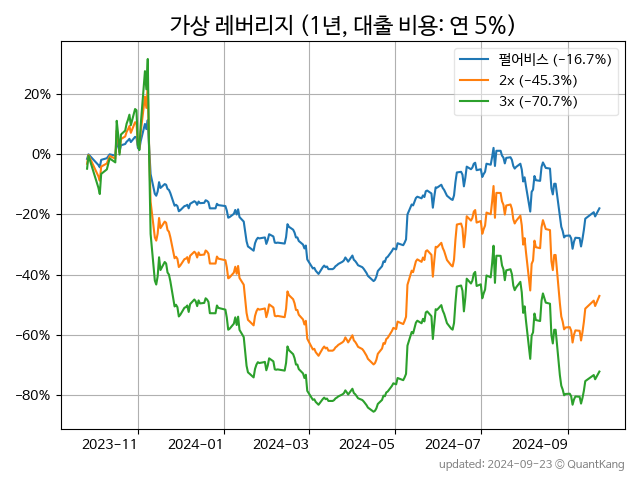 가상 레버리지 (1년, 대출 비용: 연 5%)
펄어비스 (−16.7%)
2x (−45.3%)
3x (−70.7%)
20%
0%
−20%
−40%
−60%
−80%
2023-11 2024-01 2024-03 2024-05 2024-07 2024-09
updated: 2024-09-23 © QuantKang